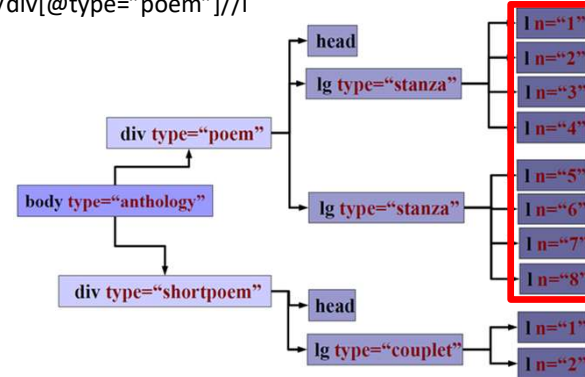 /div[@type="poem"]//l
head
lg type="stanza"
l n="1"
l n="2"
l n="3"
l n="4"
div type="poem"
lg type="stanza"
l n="5"
l n="6"
l n="7"
l n="8"
body type="anthology"
div type="shortpoem"
head
lg type="couplet"
l n="1"
l n="2"